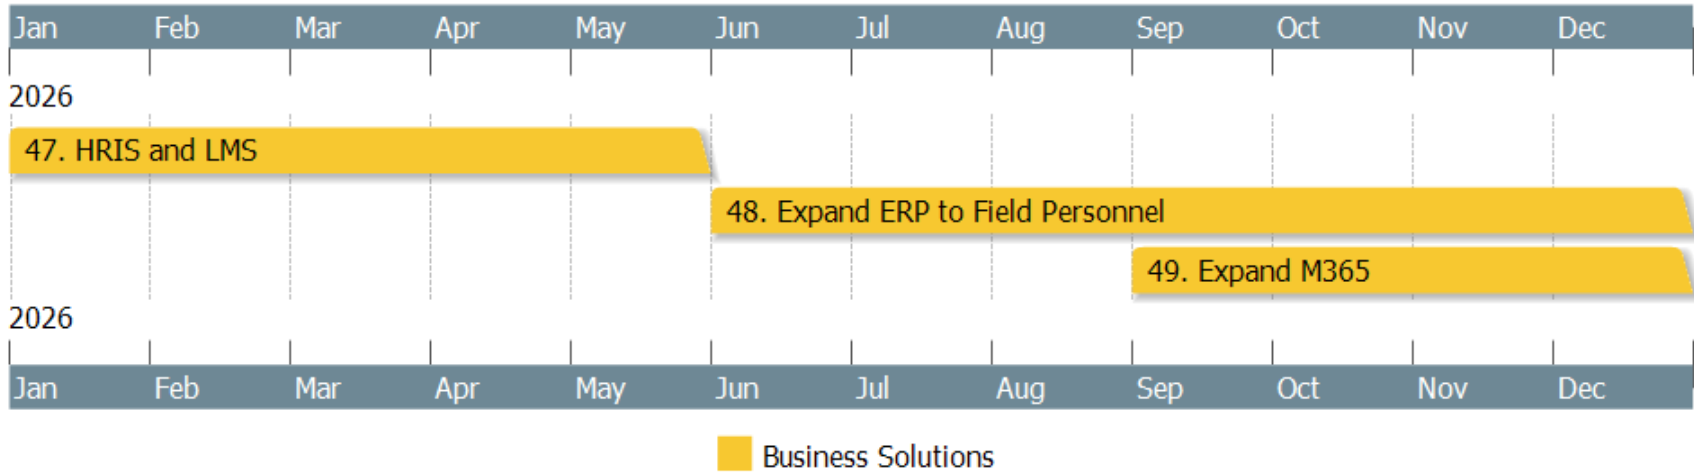 Jan Feb Mar Apr May Jun Jul Aug Sep Oct Nov Dec
2026
47. HRIS and LMS
48. Expand ERP to Field Personnel
49. Expand M365
2026
Jan Feb Mar Apr May Jun Jul Aug Sep Oct Nov Dec
Business Solutions